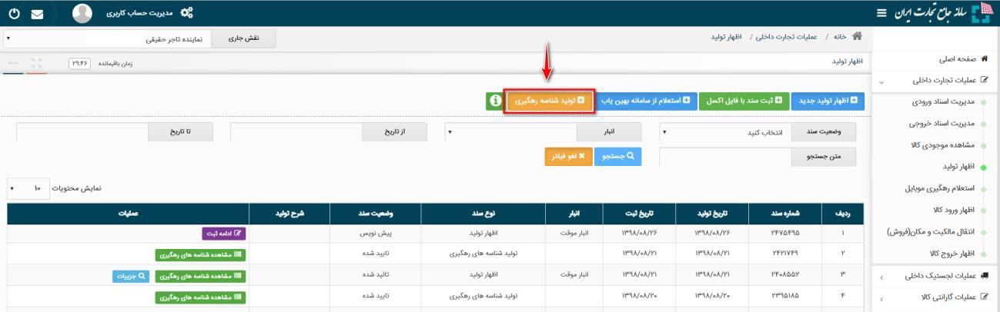 سامانه جامع تجارت ایران
مدیریت حساب کاربری
خانه / عملیات تجارت داخلی / اظهار تولید
نقش جاری
نماینده تاجر حقیقی
اظهار تولید
زمان باقیمانده ۲۹:۴۶
صفحه اصلی
عملیات تجارت داخلی
مدیریت اسناد ورودی
مدیریت اسناد خروجی
مشاهده موجودی کالا
اظهار تولید
استعلام رهگیری موبایل
اظهار ورود کالا
انتقال مالکیت و مکان(فروش)
اظهار خروج کالا
عملیات لجستیک داخلی
عملیات گارانتی کالا
اظهار تولید جدید
ثبت سند با فایل اکسل
استعلام از سامانه بهین یاب
تولید شناسه رهگیری
وضعیت سند
انتخاب کنید
انبار
از تاریخ
تا تاریخ
متن جستجو
جستجو
لغو فیلتر
نمایش محتویات ۱۰
ردیف شماره سند تاریخ تولید تاریخ ثبت انبار نوع سند وضعیت سند شرح تولید عملیات
۱ ۲۴۷۵۴۹۵ ۱۳۹۸/۰۸/۲۶ ۱۳۹۸/۰۸/۲۶ انبار موقت اظهار تولید پیش نویس ادامه ثبت
۲ ۲۴۲۱۷۴۹ ۱۳۹۸/۰۸/۲۱ ۱۳۹۸/۰۸/۲۱ تولید شناسه های رهگیری تایید شده مشاهده شناسه های رهگیری
۳ ۲۴۰۸۵۵۲ ۱۳۹۸/۰۸/۲۱ ۱۳۹۸/۰۸/۲۱ انبار موقت اظهار تولید تائید شده مشاهده شناسه های رهگیری جزییات
۴ ۲۳۹۵۱۸۵ ۱۳۹۸/۰۸/۲۰ ۱۳۹۸/۰۸/۲۰ تولید شناسه های رهگیری تایید شده مشاهده شناسه های رهگیری